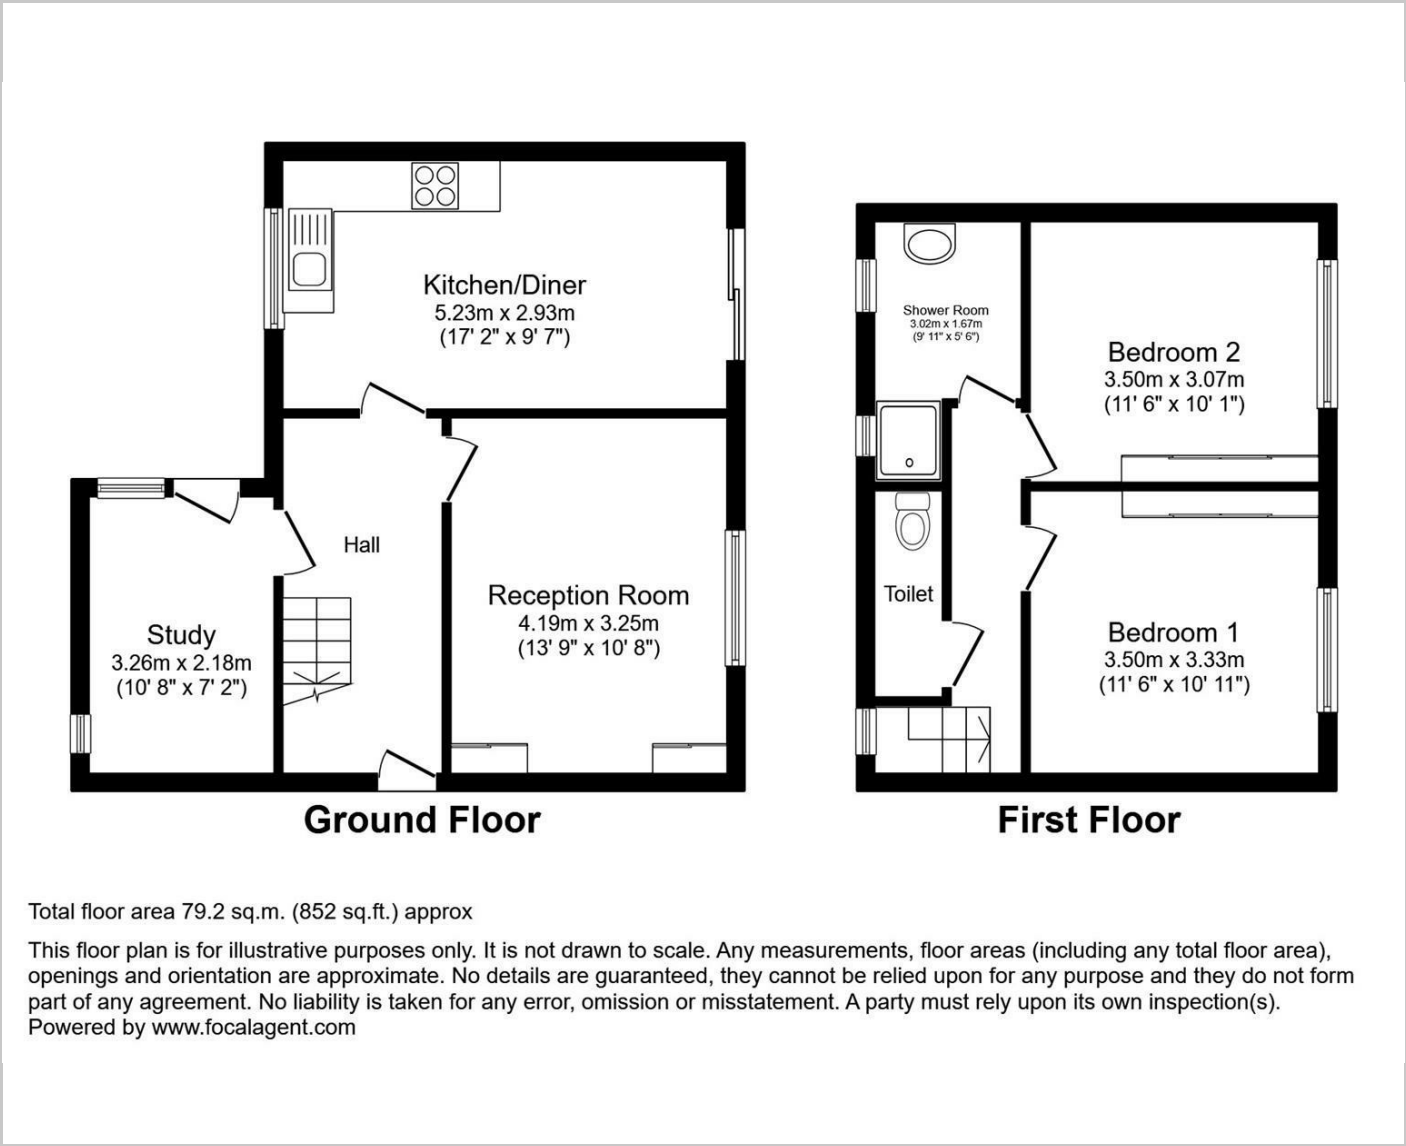 Kitchen/Diner
5.23m x 2.93m
(17' 2" x 9' 7")
Hall
Reception Room
4.19m x 3.25m
(13' 9" x 10' 8")
Study
3.26m x 2.18m
(10' 8" x 7' 2")
Ground Floor
Shower Room
3.02m x 1.67m
(9' 11" x 5' 6")
Bedroom 2
3.50m x 3.07m
(11' 6" x 10' 1")
Toilet
Bedroom 1
3.50m x 3.33m
(11' 6" x 10' 11")
First Floor
Total floor area 79.2 sq.m. (852 sq.ft.) approx
This floor plan is for illustrative purposes only. It is not drawn to scale. Any measurements, floor areas (including any total floor area),
openings and orientation are approximate. No details are guaranteed, they cannot be relied upon for any purpose and they do not form
part of any agreement. No liability is taken for any error, omission or misstatement. A party must rely upon its own inspection(s).
Powered by www.focalagent.com